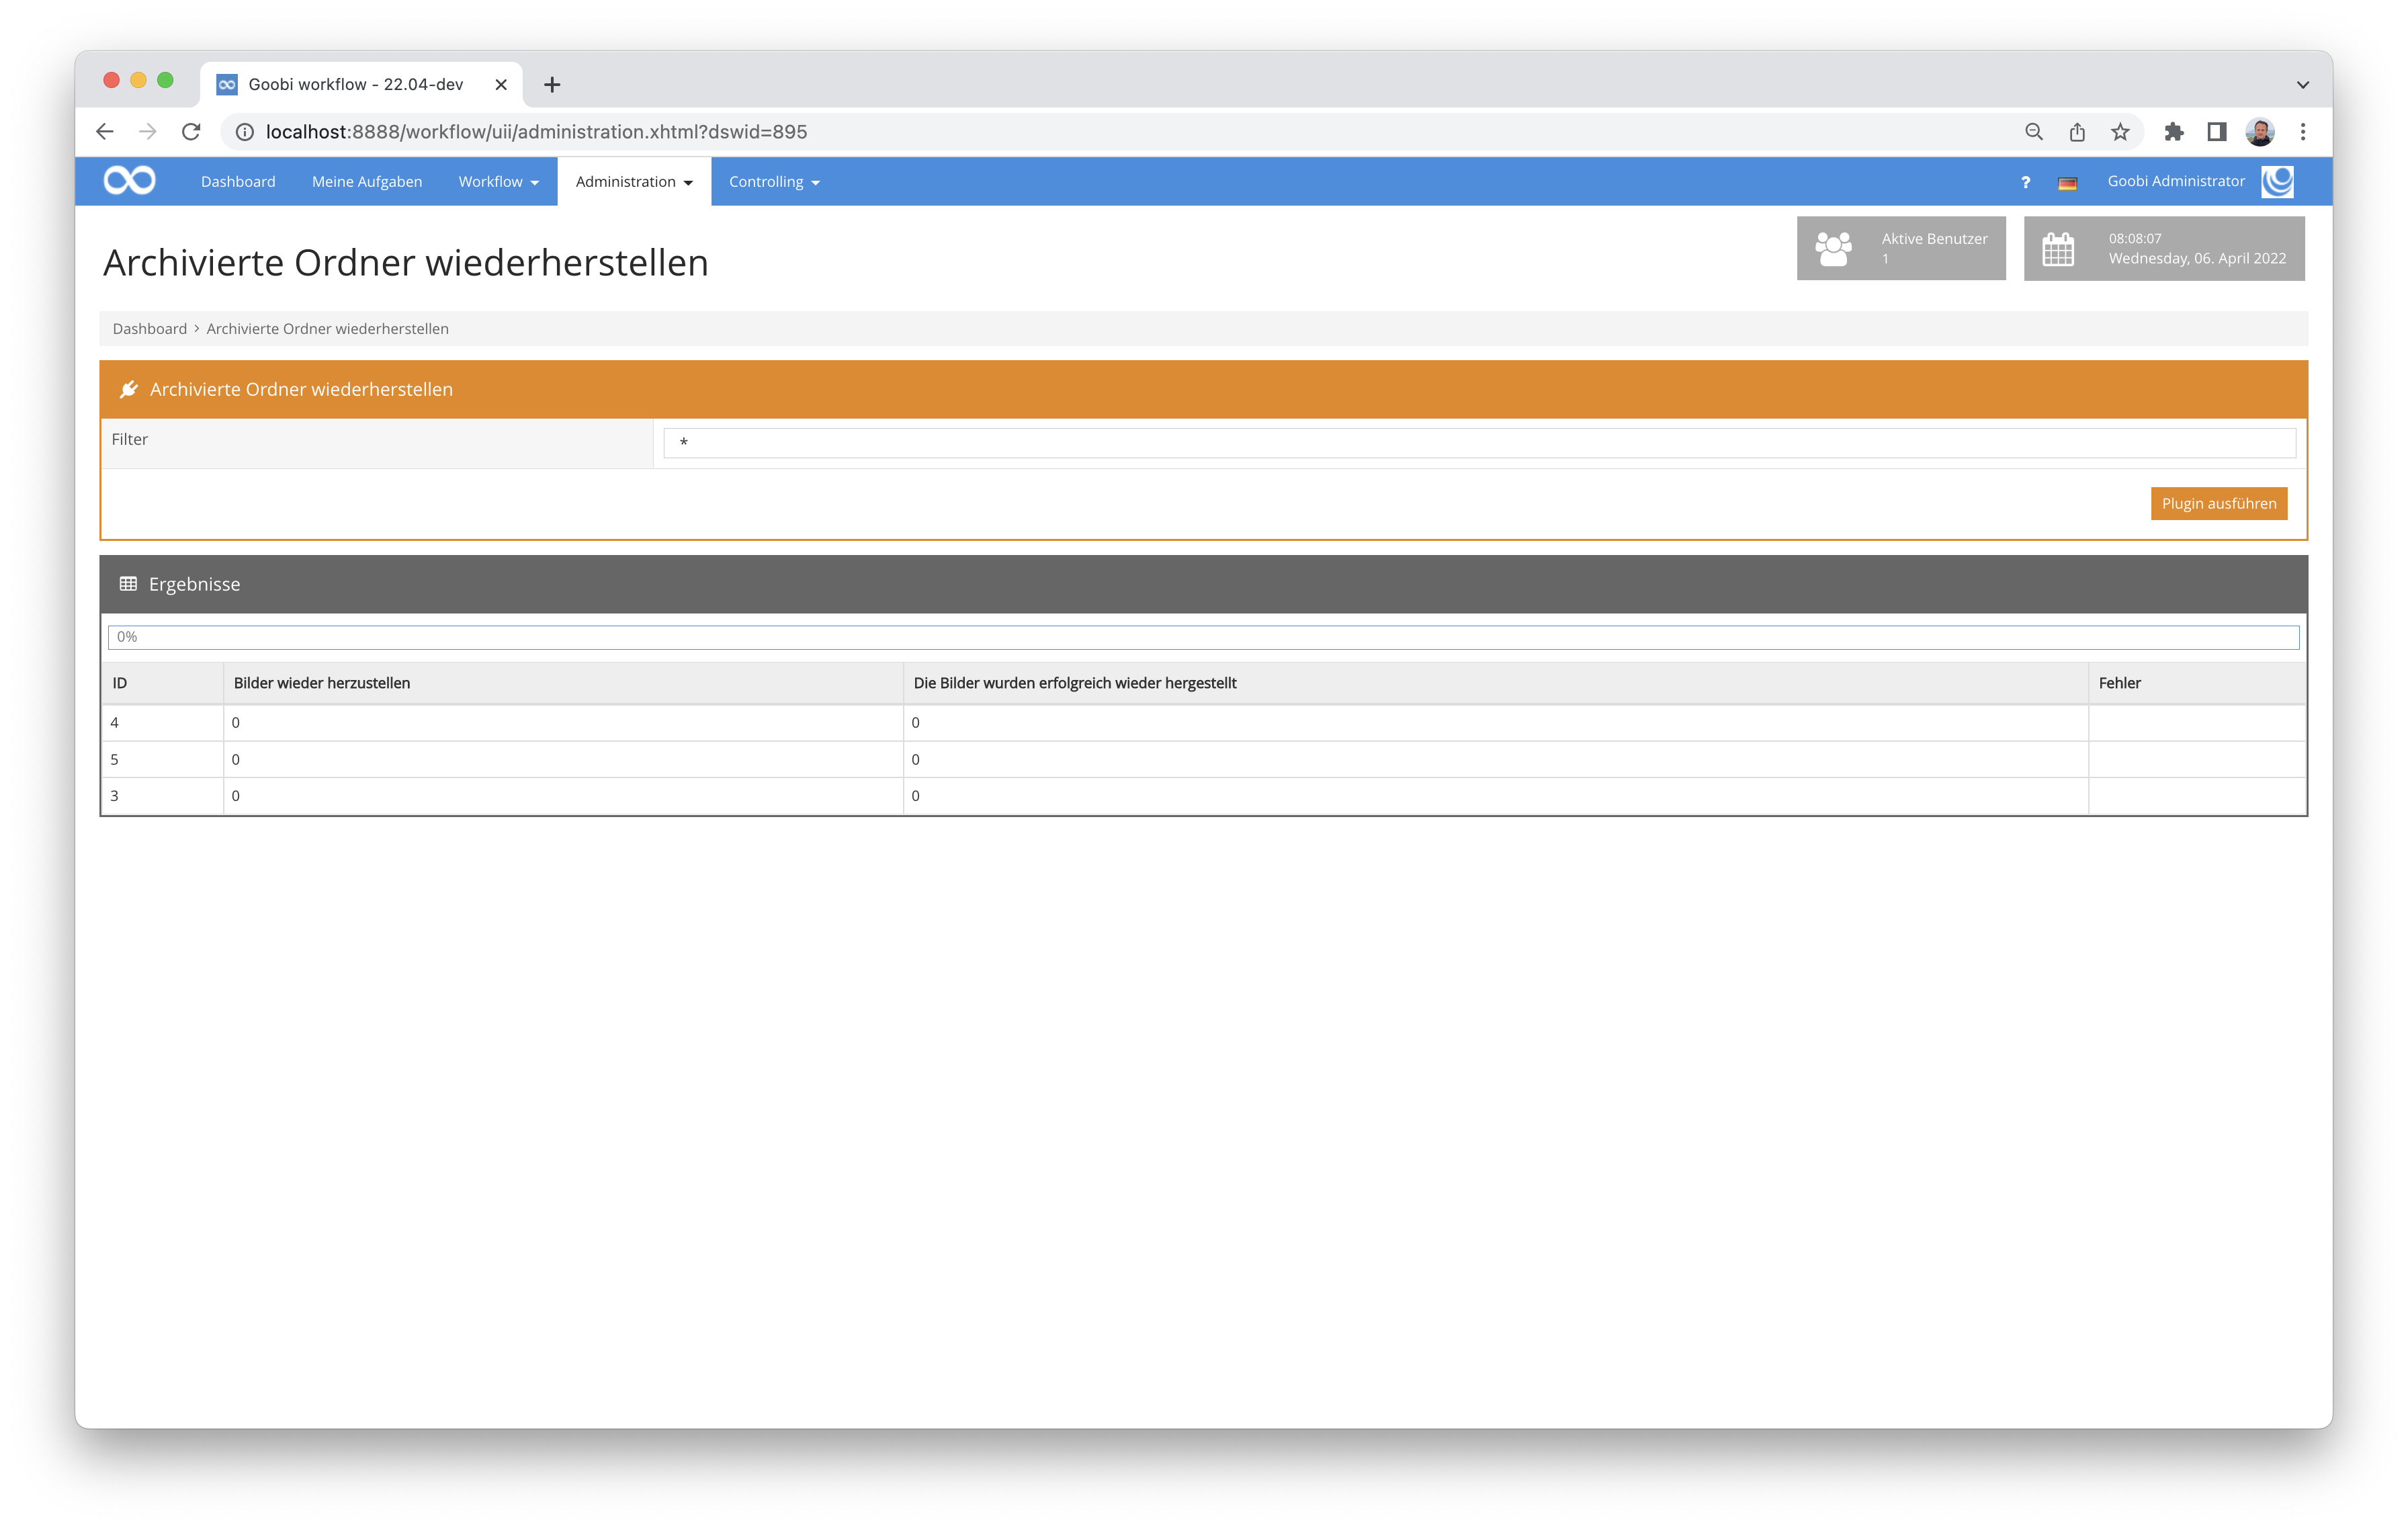 Goobi workflow - 22.04-dev
localhost:8888/workflow/uii/administration.xhtml?dswid=895
Dashboard Meine Aufgaben Workflow Administration Controlling ? Goobi Administrator
Archivierte Ordner wiederherstellen
Aktive Benutzer
1
08:08:07
Wednesday, 06. April 2022
Dashboard > Archivierte Ordner wiederherstellen
Archivierte Ordner wiederherstellen
Filter *
Plugin ausführen
Ergebnisse
0%
ID Bilder wieder herzustellen Die Bilder wurden erfolgreich wieder hergestellt Fehler
4 0 0
5 0 0
3 0 0